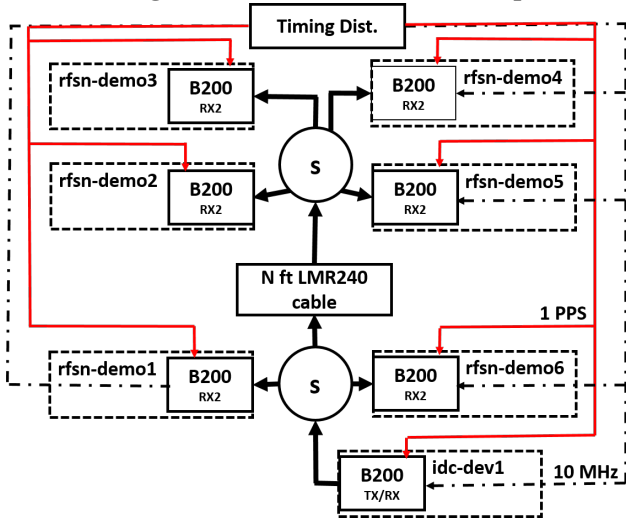 Timing Dist.
rfsn-demo3
B200
RX2
B200
RX2
rfsn-demo4
S
rfsn-demo2
B200
RX2
B200
RX2
rfsn-demo5
N ft LMR240
cable
1 PPS
rfsn-demo1
B200
RX2
S
B200
RX2
rfsn-demo6
B200
TX/RX
idc-dev1
10 MHz